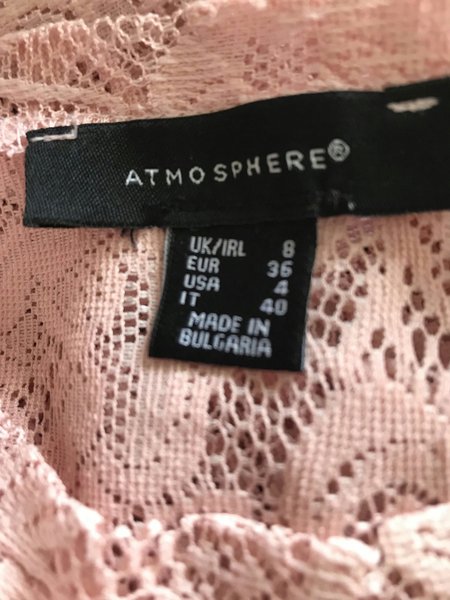 ATMOSPHERE®
UK/IRL 8
EUR 36
USA 4
IT 40
MADE IN
BULGARIA